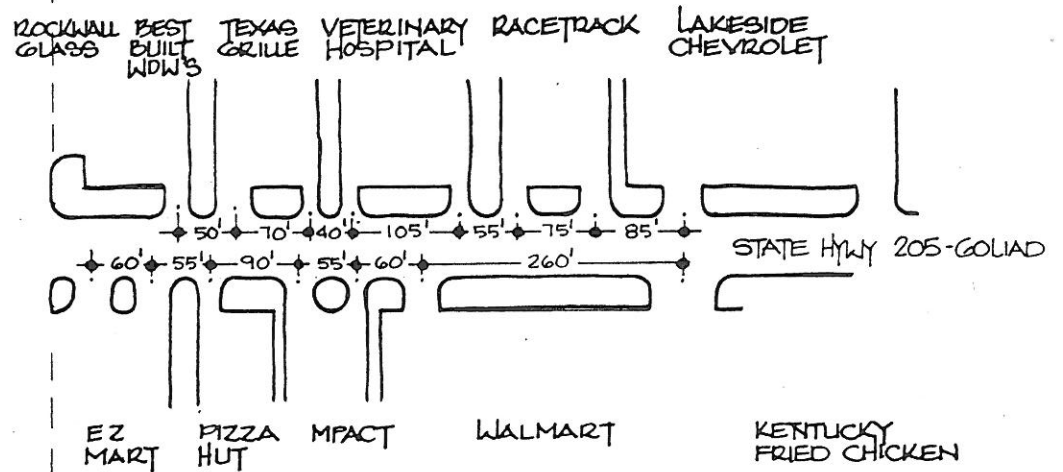 ROCKWALL GLASS
BEST BUILT WDW'S
TEXAS GRILLE
VETERINARY HOSPITAL
RACETRACK
LAKESIDE CHEVROLET
50' 70' 40' 105' 55' 75' 85'
STATE HYWY 205-GOLIAD
60' 55' 90' 55' 60' 260'
EZ MART
PIZZA HUT
MPACT
WALMART
KENTUCKY FRIED CHICKEN